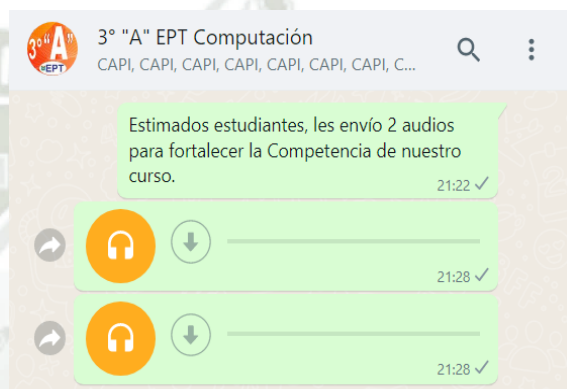 3° "A" EPT Computación
CAPI, CAPI, CAPI, CAPI, CAPI, CAPI, CAPI, C...
3° "A"
EPT
Estimados estudiantes, les envío 2 audios
para fortalecer la Competencia de nuestro
curso.
21:22
21:28
21:28